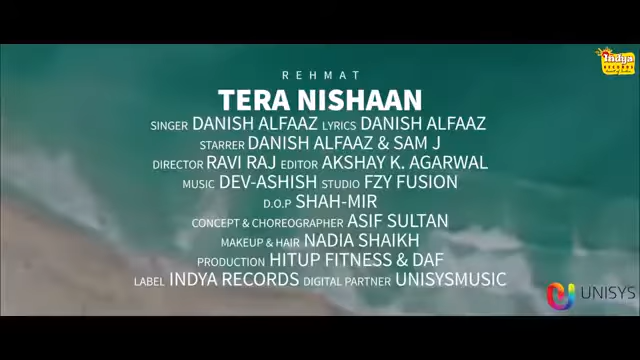 REHMAT
TERA NISHAAN
SINGER DANISH ALFAAZ LYRICS DANISH ALFAAZ
STARRER DANISH ALFAAZ & SAM J
DIRECTOR RAVI RAJ EDITOR AKSHAY K. AGARWAL
MUSIC DEV-ASHISH STUDIO FZY FUSION
D.O.P SHAH-MIR
CONCEPT & CHOREOGRAPHER ASIF SULTAN
MAKEUP & HAIR NADIA SHAIKH
PRODUCTION HITUP FITNESS & DAF
LABEL INDYA RECORDS DIGITAL PARTNER UNISYSMUSIC
Indya
RECORDS
UNISYS